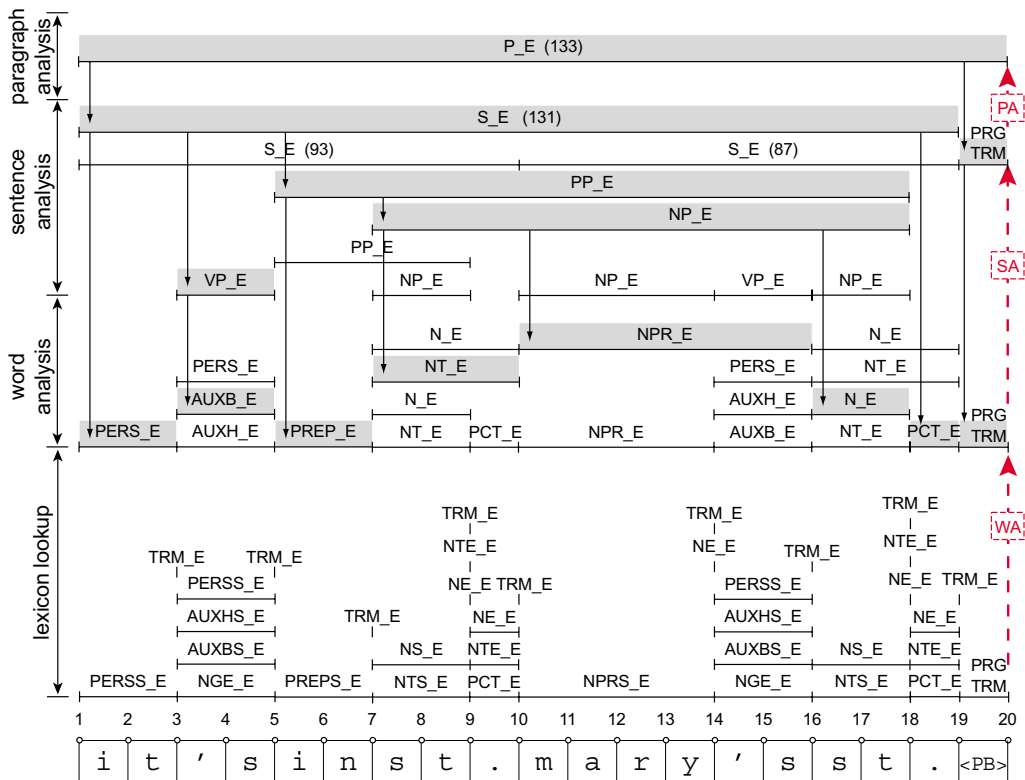 paragraph analysis
P_E (133)
PA
S_E (131)
PRG
S_E (93) S_E (87) TRM
sentence analysis
PP_E
NP_E
PP_E
SA
VP_E NP_E NP_E VP_E NP_E
word analysis
N_E NPR_E N_E
PERS_E NT_E PERS_E NT_E
AUXB_E N_E AUXH_E N_E
PRG
PERS_E AUXH_E PREP_E NT_E PCT_E NPR_E AUXB_E NT_E PCT_E TRM
lexicon lookup
TRM_E TRM_E TRM_E
WA
TRM_E TRM_E NTE_E NE_E TRM_E NTE_E
PERSS_E NE_E TRM_E PERSS_E NE_E TRM_E
AUXHS_E TRM_E NE_E AUXHS_E NE_E
AUXBS_E NS_E NTE_E AUXBS_E NS_E NTE_E
PRG
PERSS_E NGE_E PREPS_E NTS_E PCT_E NPRS_E NGE_E NTS_E PCT_E TRM
1 2 3 4 5 6 7 8 9 10 11 12 13 14 15 16 17 18 19 20
i t ' s i n s t . m a r y ' s s t . <PB>